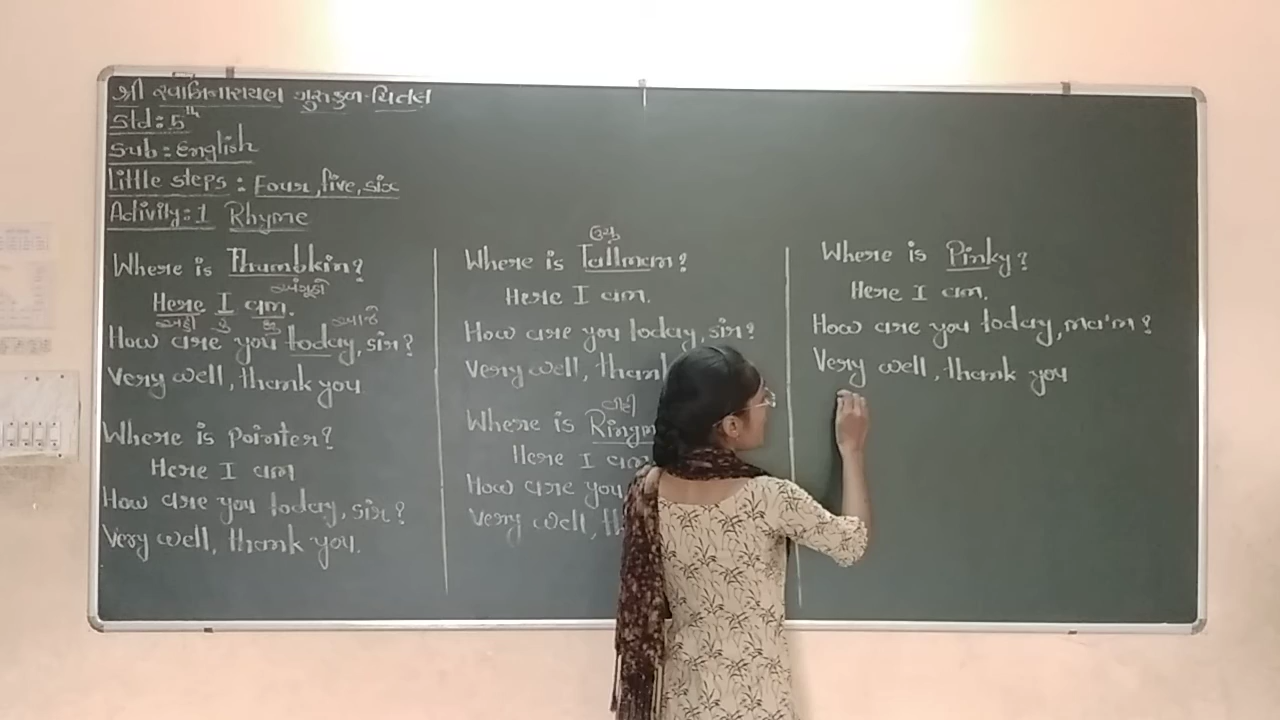 શ્રી સ્વામિનારાયણ ગુરુકુળ-ચિતલ
Std: 5th
Sub: English
Little steps: Four, five, six
Activity: 1 Rhyme
Where is Thumbkin?
અંગૂઠો
Here I am.
અહીં હું છું
આજે
How are you today, sir?
Very well, thank you.
Where is pointer?
Here I am
How are you today, sir?
Very well, thank you.
ઉંચુ
Where is Tallman?
Here I am.
How are you today, sir?
Very well, thank
Where is Ringm
Here I am
How are you
Very well, th
Where is Pinky?
Here I am.
How are you today, ma'm?
Very well, thank you